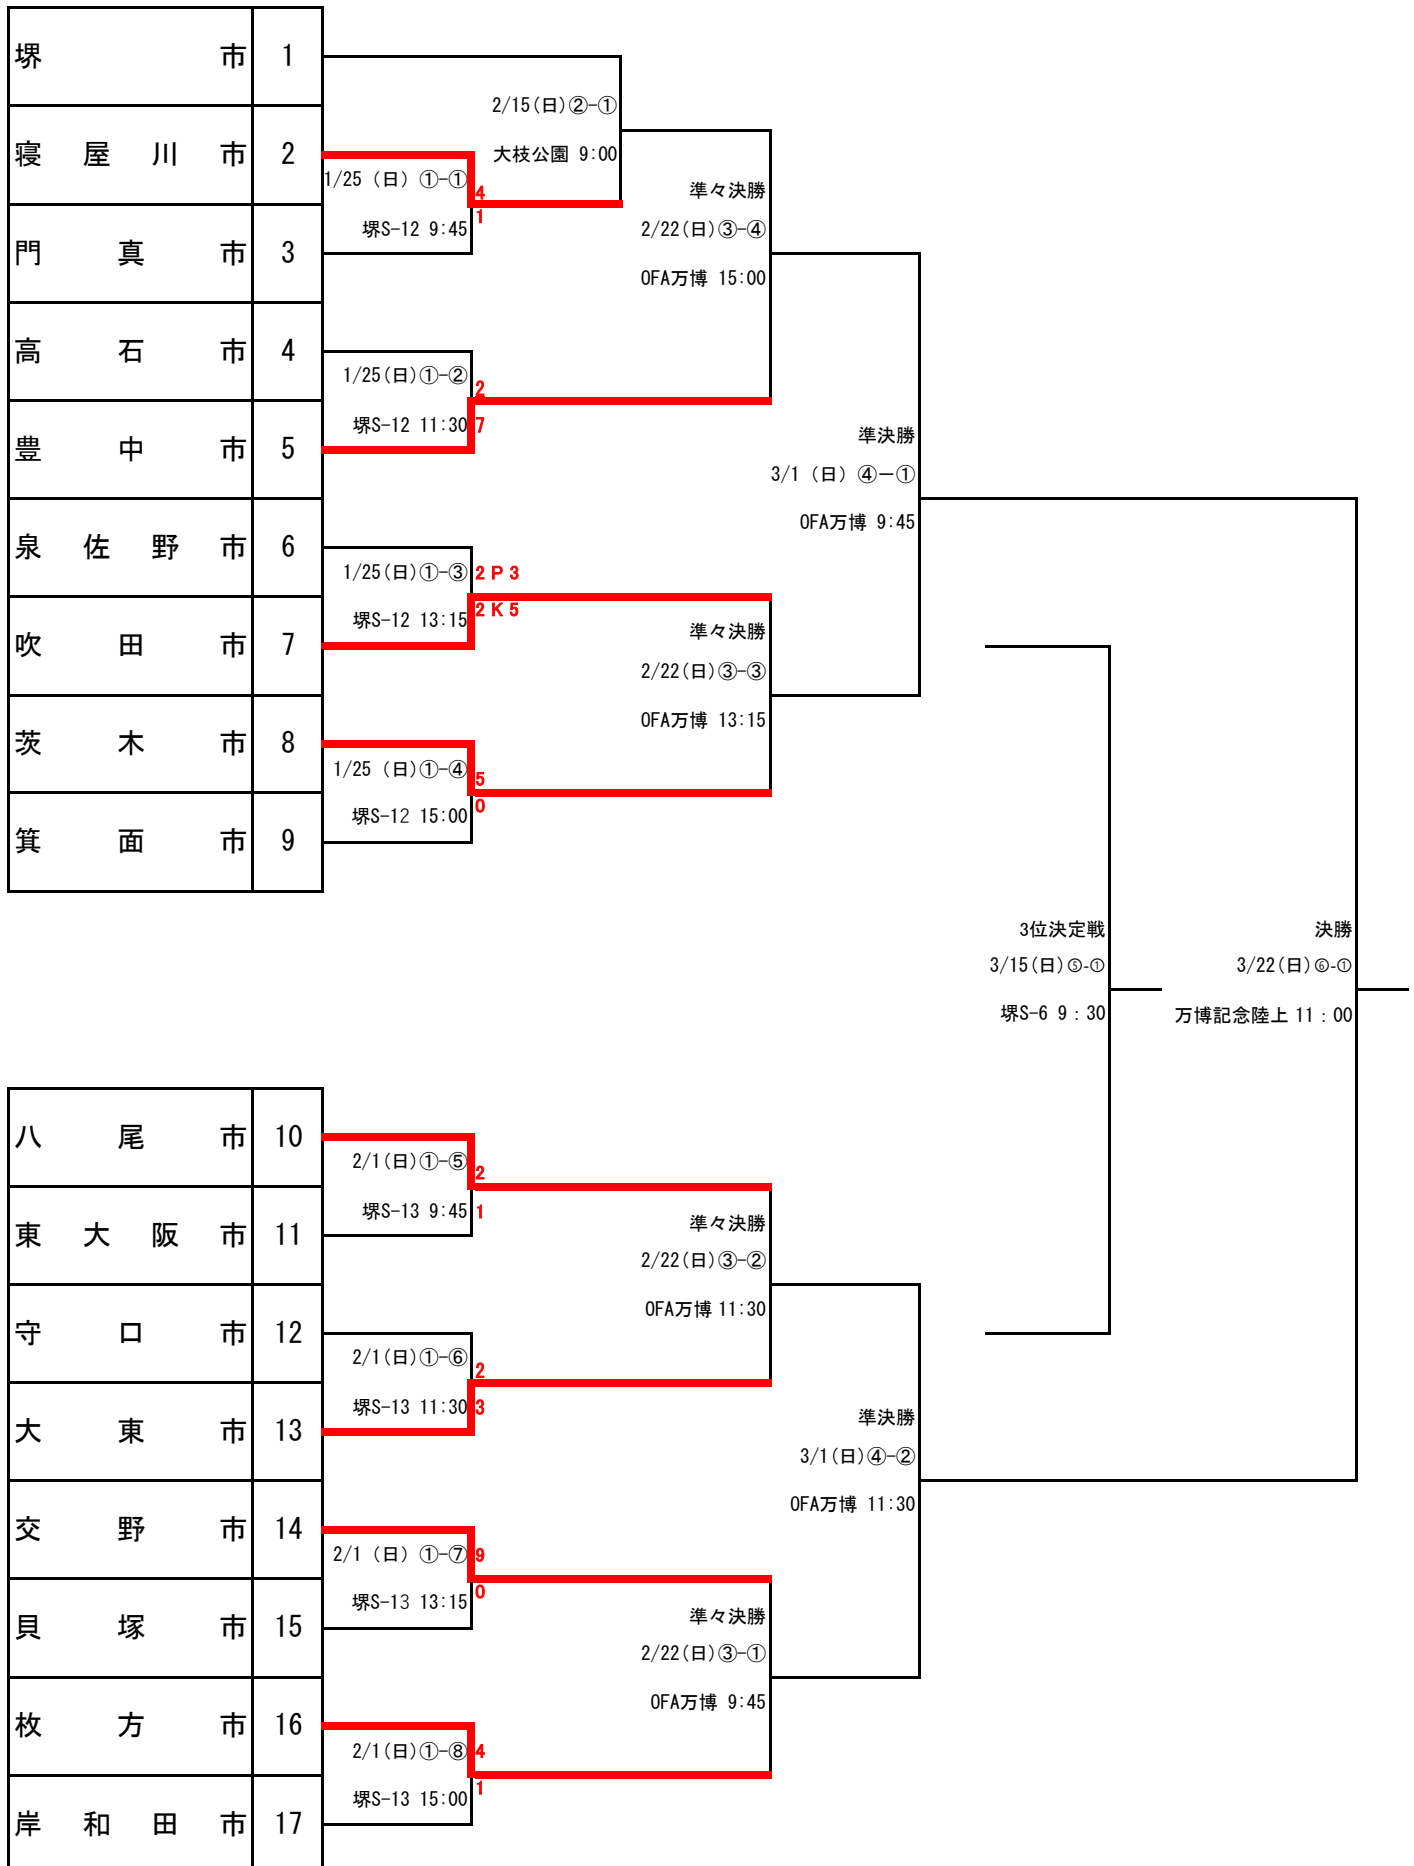 堺市 1
2/15(日)②-①
寝屋川市 2
大枝公園 9:00
1/25 (日) ①-①
4
準々決勝
1
堺S-12 9:45
2/22(日)③-④
門真市 3
OFA万博 15:00
高石市 4
1/25(日)①-②
2
堺S-12 11:30
7
豊中市 5
準決勝
3/1 (日) ④ー①
OFA万博 9:45
泉佐野市 6
1/25(日)①-③
2 P 3
2 K 5
堺S-12 13:15
準々決勝
吹田市 7
2/22(日)③-③
OFA万博 13:15
茨木市 8
1/25 (日)①-④
5
0
堺S-12 15:00
箕面市 9
3位決定戦
3/15(日)⑤-①
堺S-6 9：30
決勝
3/22(日)⑥-①
万博記念陸上 11：00
八尾市 10
2/1(日)①-⑤
2
堺S-13 9:45
1
東大阪市 11
準々決勝
2/22(日)③-②
OFA万博 11:30
守口市 12
2/1(日)①-⑥
2
堺S-13 11:30
3
大東市 13
準決勝
3/1(日)④-②
OFA万博 11:30
交野市 14
2/1 (日) ①-⑦
9
0
堺S-13 13:15
貝塚市 15
準々決勝
2/22(日)③-①
OFA万博 9:45
枚方市 16
2/1(日)①-⑧
4
1
堺S-13 15:00
岸和田市 17